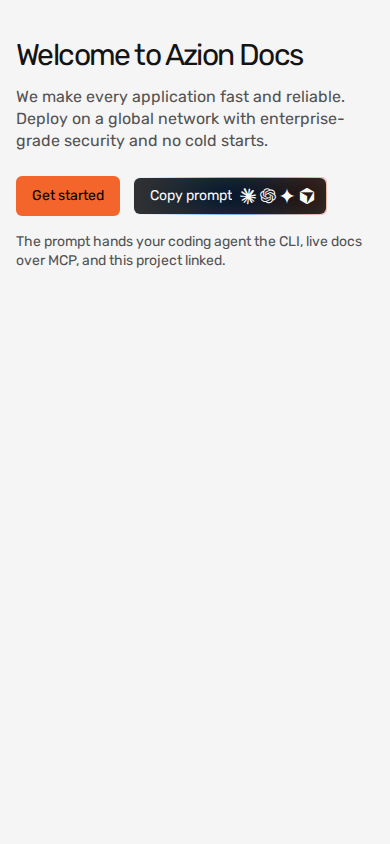 Welcome to Azion Docs
We make every application fast and reliable.
Deploy on a global network with enterprise-
grade security and no cold starts.
Get started
Copy prompt
The prompt hands your coding agent the CLI, live docs
over MCP, and this project linked.